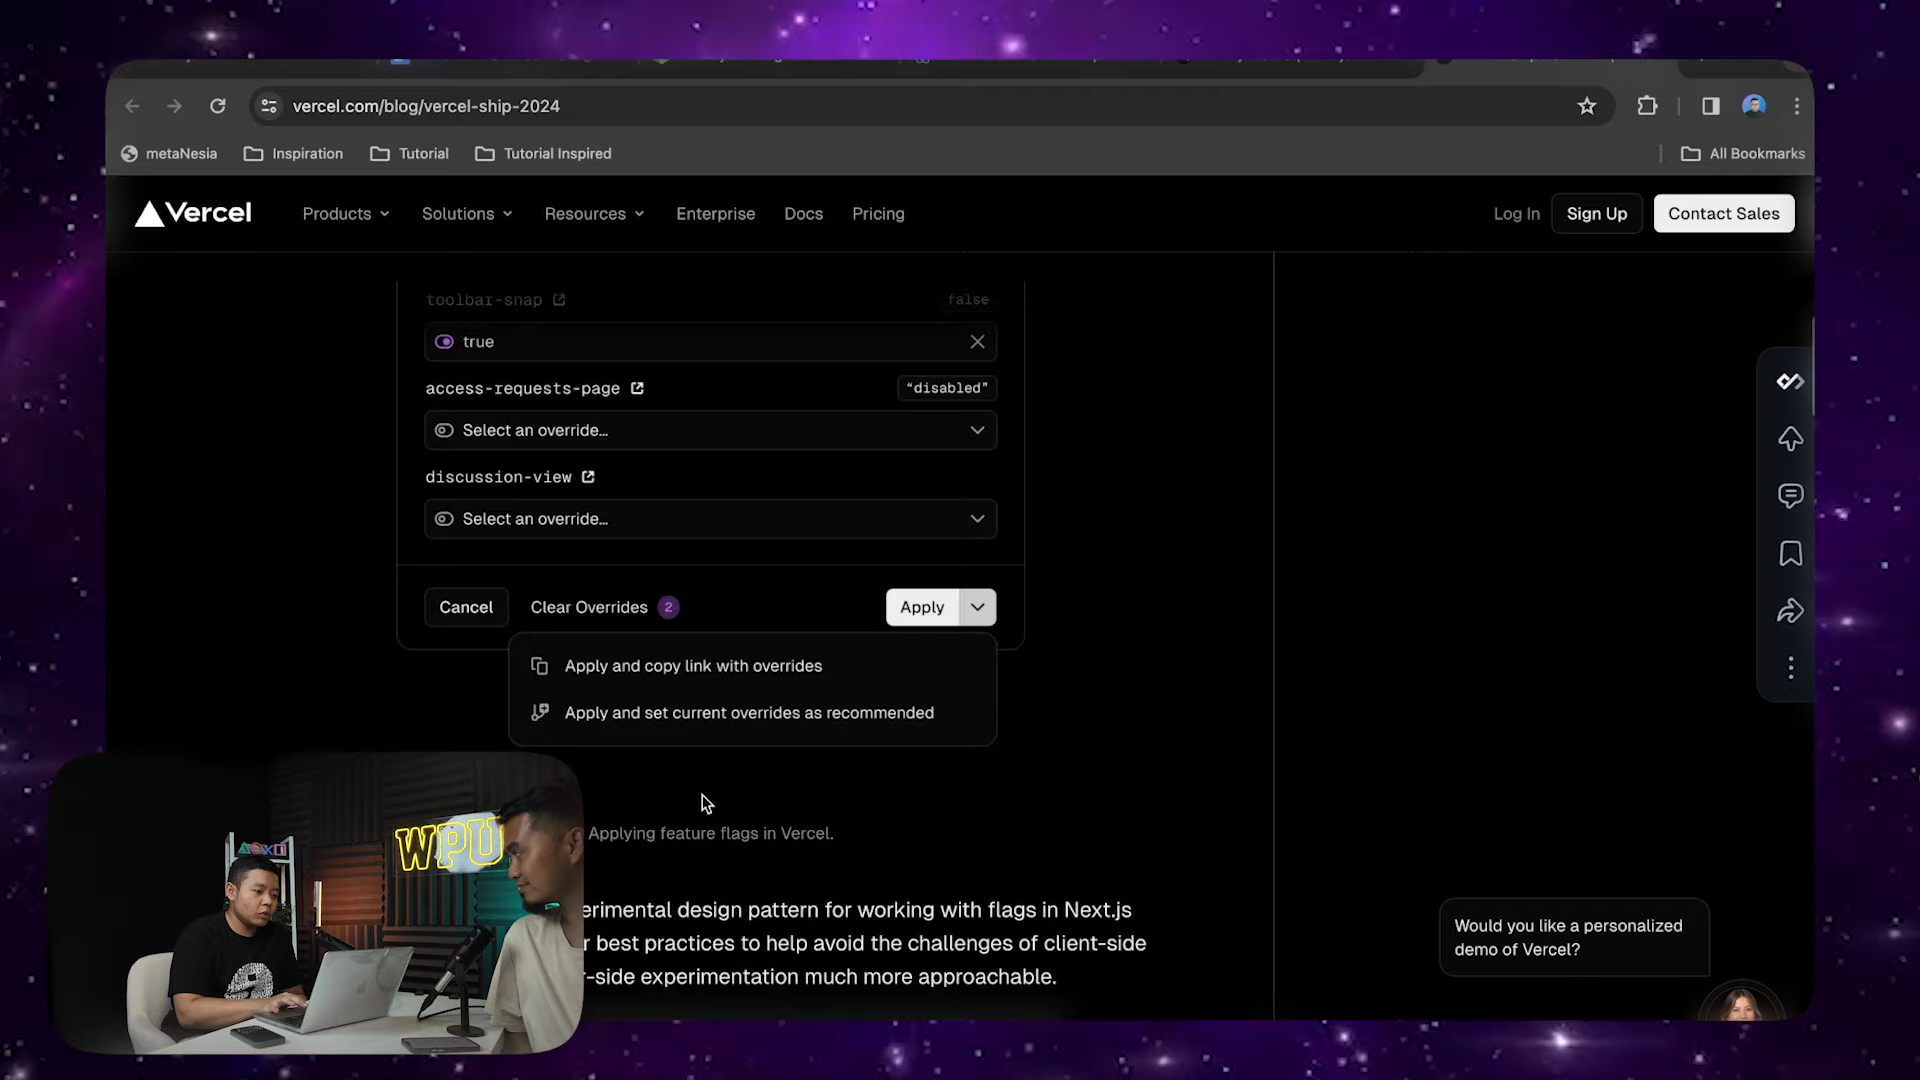 vercel.com/blog/vercel-ship-2024
metaNesia
Inspiration
Tutorial
Tutorial Inspired
All Bookmarks
Vercel
Products
Solutions
Resources
Enterprise
Docs
Pricing
Log In
Sign Up
Contact Sales
toolbar-snap
false
true
access-requests-page
"disabled"
Select an override...
discussion-view
Select an override...
Cancel
Clear Overrides 2
Apply
Apply and copy link with overrides
Apply and set current overrides as recommended
Applying feature flags in Vercel.
erimental design pattern for working with flags in Next.js
r best practices to help avoid the challenges of client-side
-side experimentation much more approachable.
Would you like a personalized
demo of Vercel?
WPU